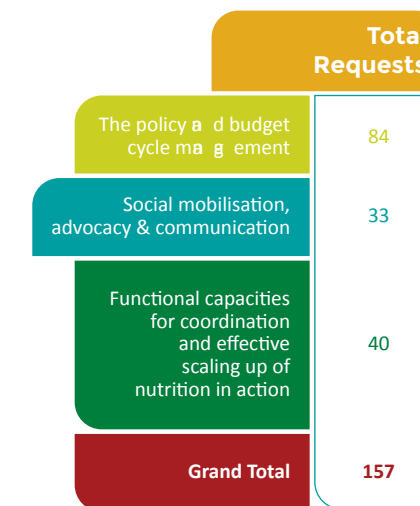 Tota
Requests
The policy a d budget
cycle ma g ement
84
Social mobilisation,
advocacy & communication
33
Functional capacities
for coordination
and effective
scaling up of
nutrition in action
40
Grand Total
157